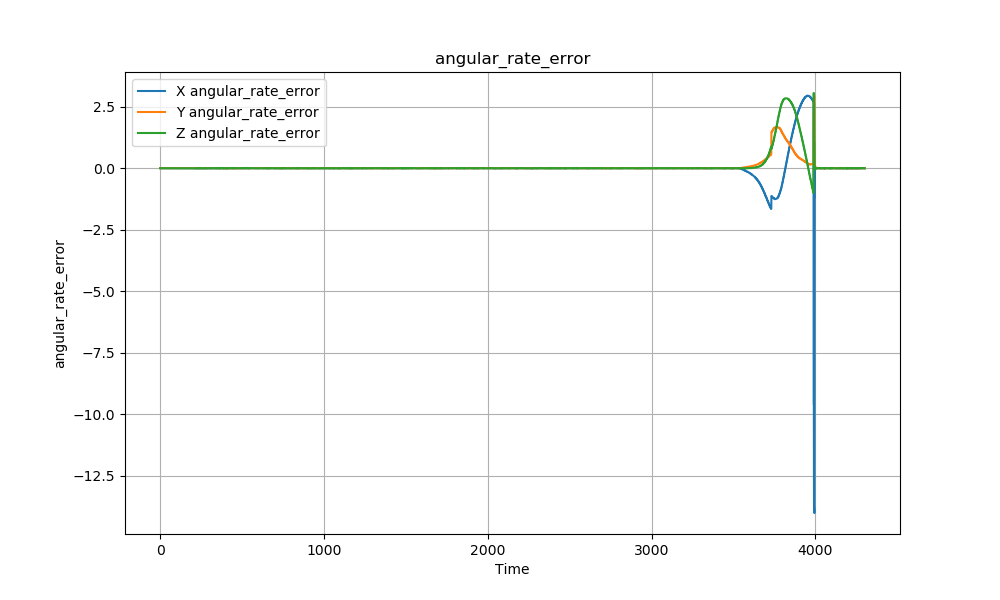 angular_rate_error
X angular_rate_error
Y angular_rate_error
Z angular_rate_error
angular_rate_error
2.5
0.0
−2.5
−5.0
−7.5
−10.0
−12.5
0 1000 2000 3000 4000
Time